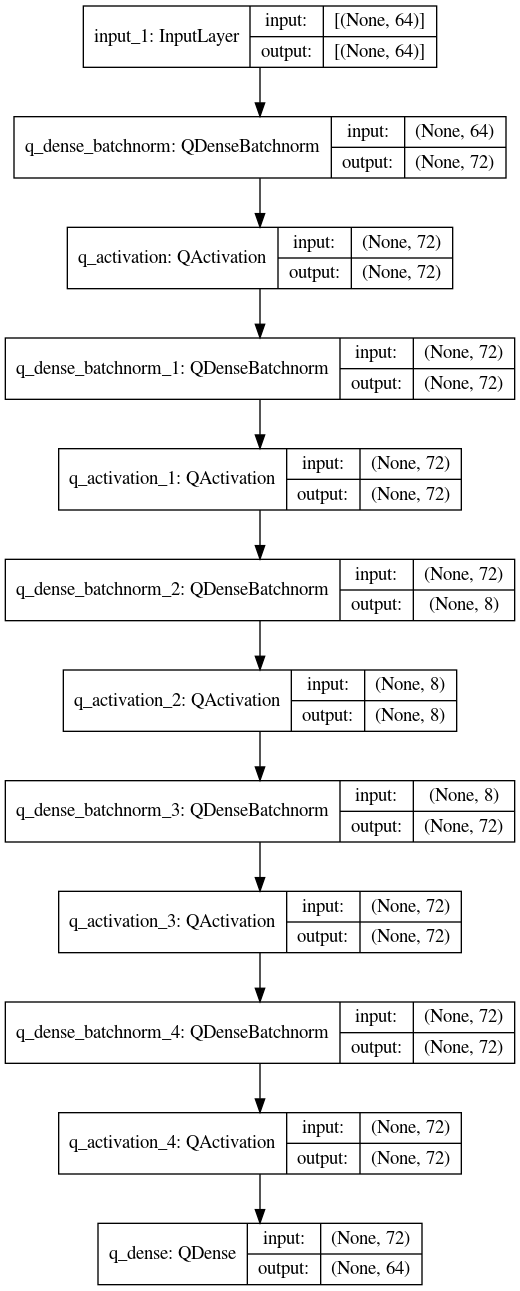 input_1: InputLayer
input: [(None, 64)]
output: [(None, 64)]
q_dense_batchnorm: QDenseBatchnorm
input: (None, 64)
output: (None, 72)
q_activation: QActivation
input: (None, 72)
output: (None, 72)
q_dense_batchnorm_1: QDenseBatchnorm
input: (None, 72)
output: (None, 72)
q_activation_1: QActivation
input: (None, 72)
output: (None, 72)
q_dense_batchnorm_2: QDenseBatchnorm
input: (None, 72)
output: (None, 8)
q_activation_2: QActivation
input: (None, 8)
output: (None, 8)
q_dense_batchnorm_3: QDenseBatchnorm
input: (None, 8)
output: (None, 72)
q_activation_3: QActivation
input: (None, 72)
output: (None, 72)
q_dense_batchnorm_4: QDenseBatchnorm
input: (None, 72)
output: (None, 72)
q_activation_4: QActivation
input: (None, 72)
output: (None, 72)
q_dense: QDense
input: (None, 72)
output: (None, 64)